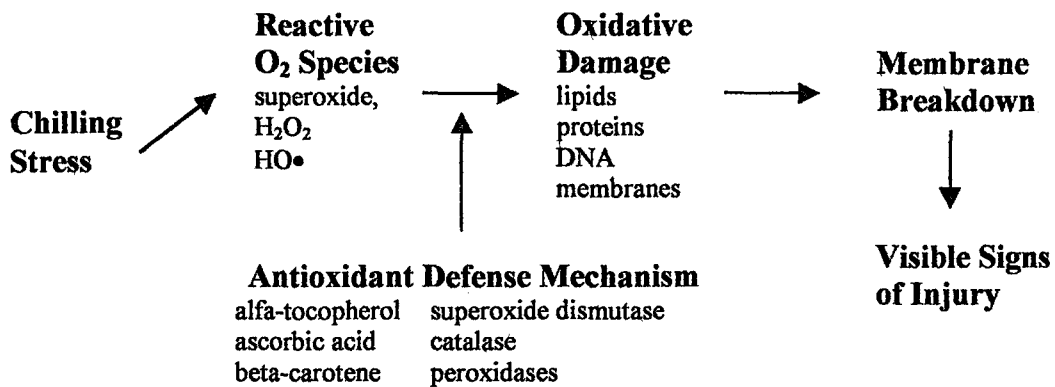 Chilling
Stress
Reactive
O₂ Species
superoxide,
H₂O₂
HO●
Oxidative
Damage
lipids
proteins
DNA
membranes
Membrane
Breakdown
Visible Signs
of Injury
Antioxidant Defense Mechanism
alfa-tocopherol superoxide dismutase
ascorbic acid catalase
beta-carotene peroxidases